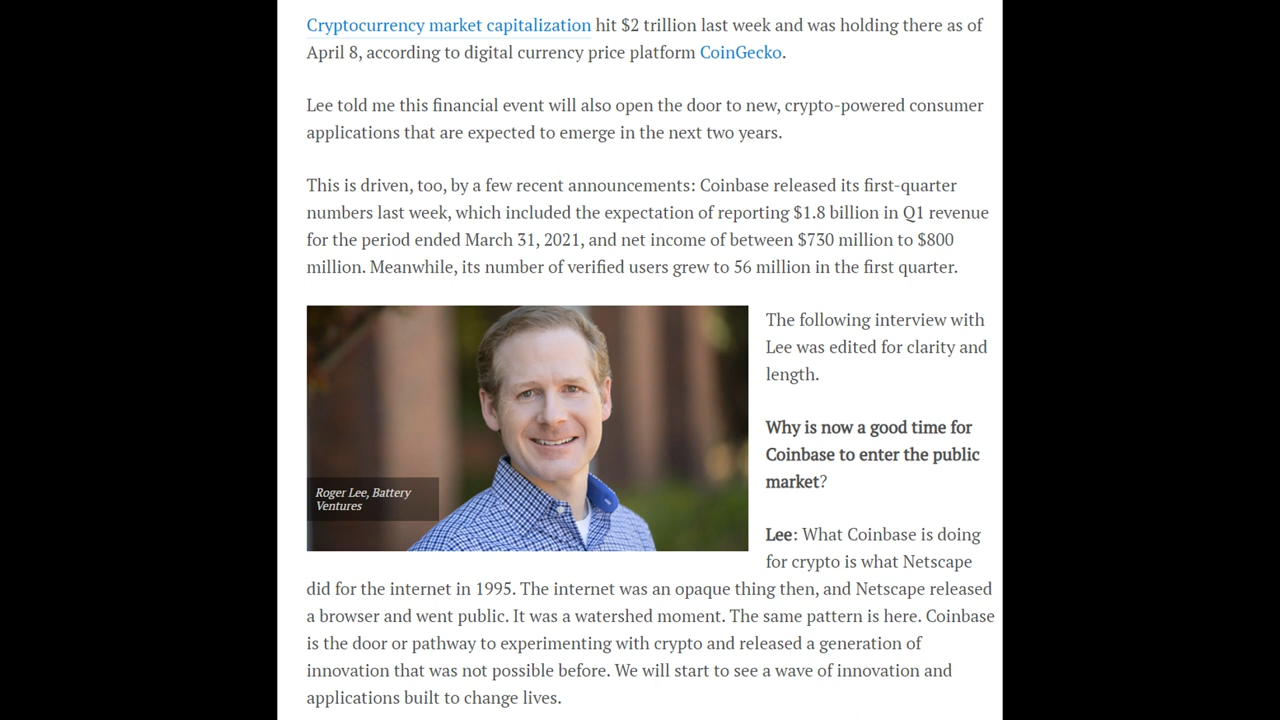 Cryptocurrency market capitalization hit $2 trillion last week and was holding there as of
April 8, according to digital currency price platform CoinGecko.
Lee told me this financial event will also open the door to new, crypto-powered consumer
applications that are expected to emerge in the next two years.
This is driven, too, by a few recent announcements: Coinbase released its first-quarter
numbers last week, which included the expectation of reporting $1.8 billion in Q1 revenue
for the period ended March 31, 2021, and net income of between $730 million to $800
million. Meanwhile, its number of verified users grew to 56 million in the first quarter.
Roger Lee, Battery
Ventures
The following interview with
Lee was edited for clarity and
length.
Why is now a good time for
Coinbase to enter the public
market?
Lee: What Coinbase is doing
for crypto is what Netscape
did for the internet in 1995. The internet was an opaque thing then, and Netscape released
a browser and went public. It was a watershed moment. The same pattern is here. Coinbase
is the door or pathway to experimenting with crypto and released a generation of
innovation that was not possible before. We will start to see a wave of innovation and
applications built to change lives.